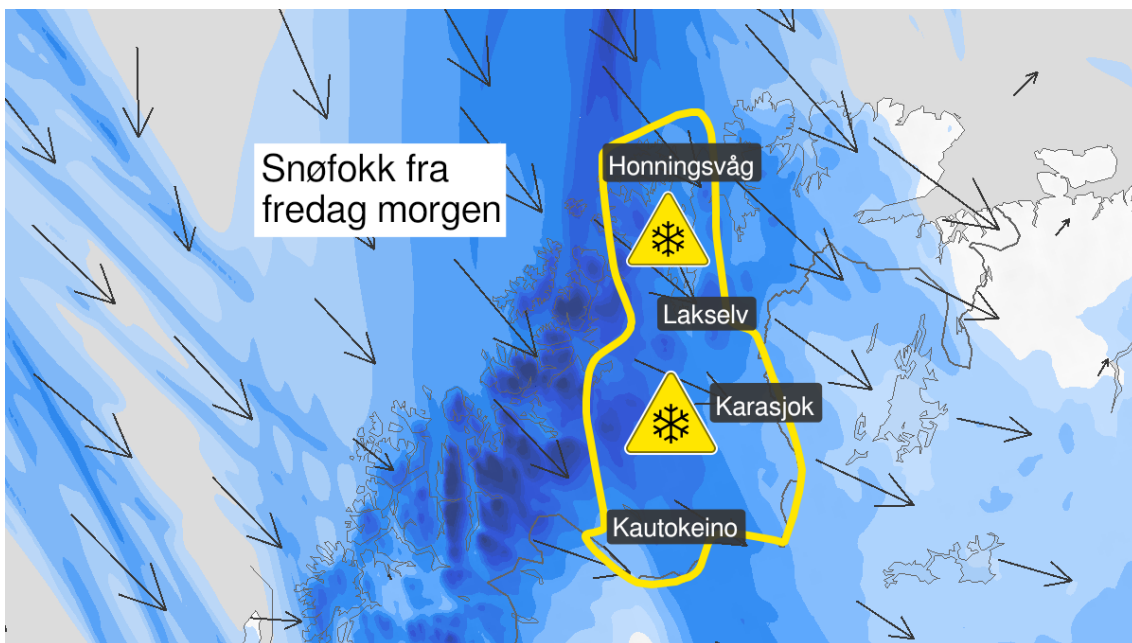 Snøfokk fra
fredag morgen
Honningsvåg
Lakselv
Karasjok
Kautokeino